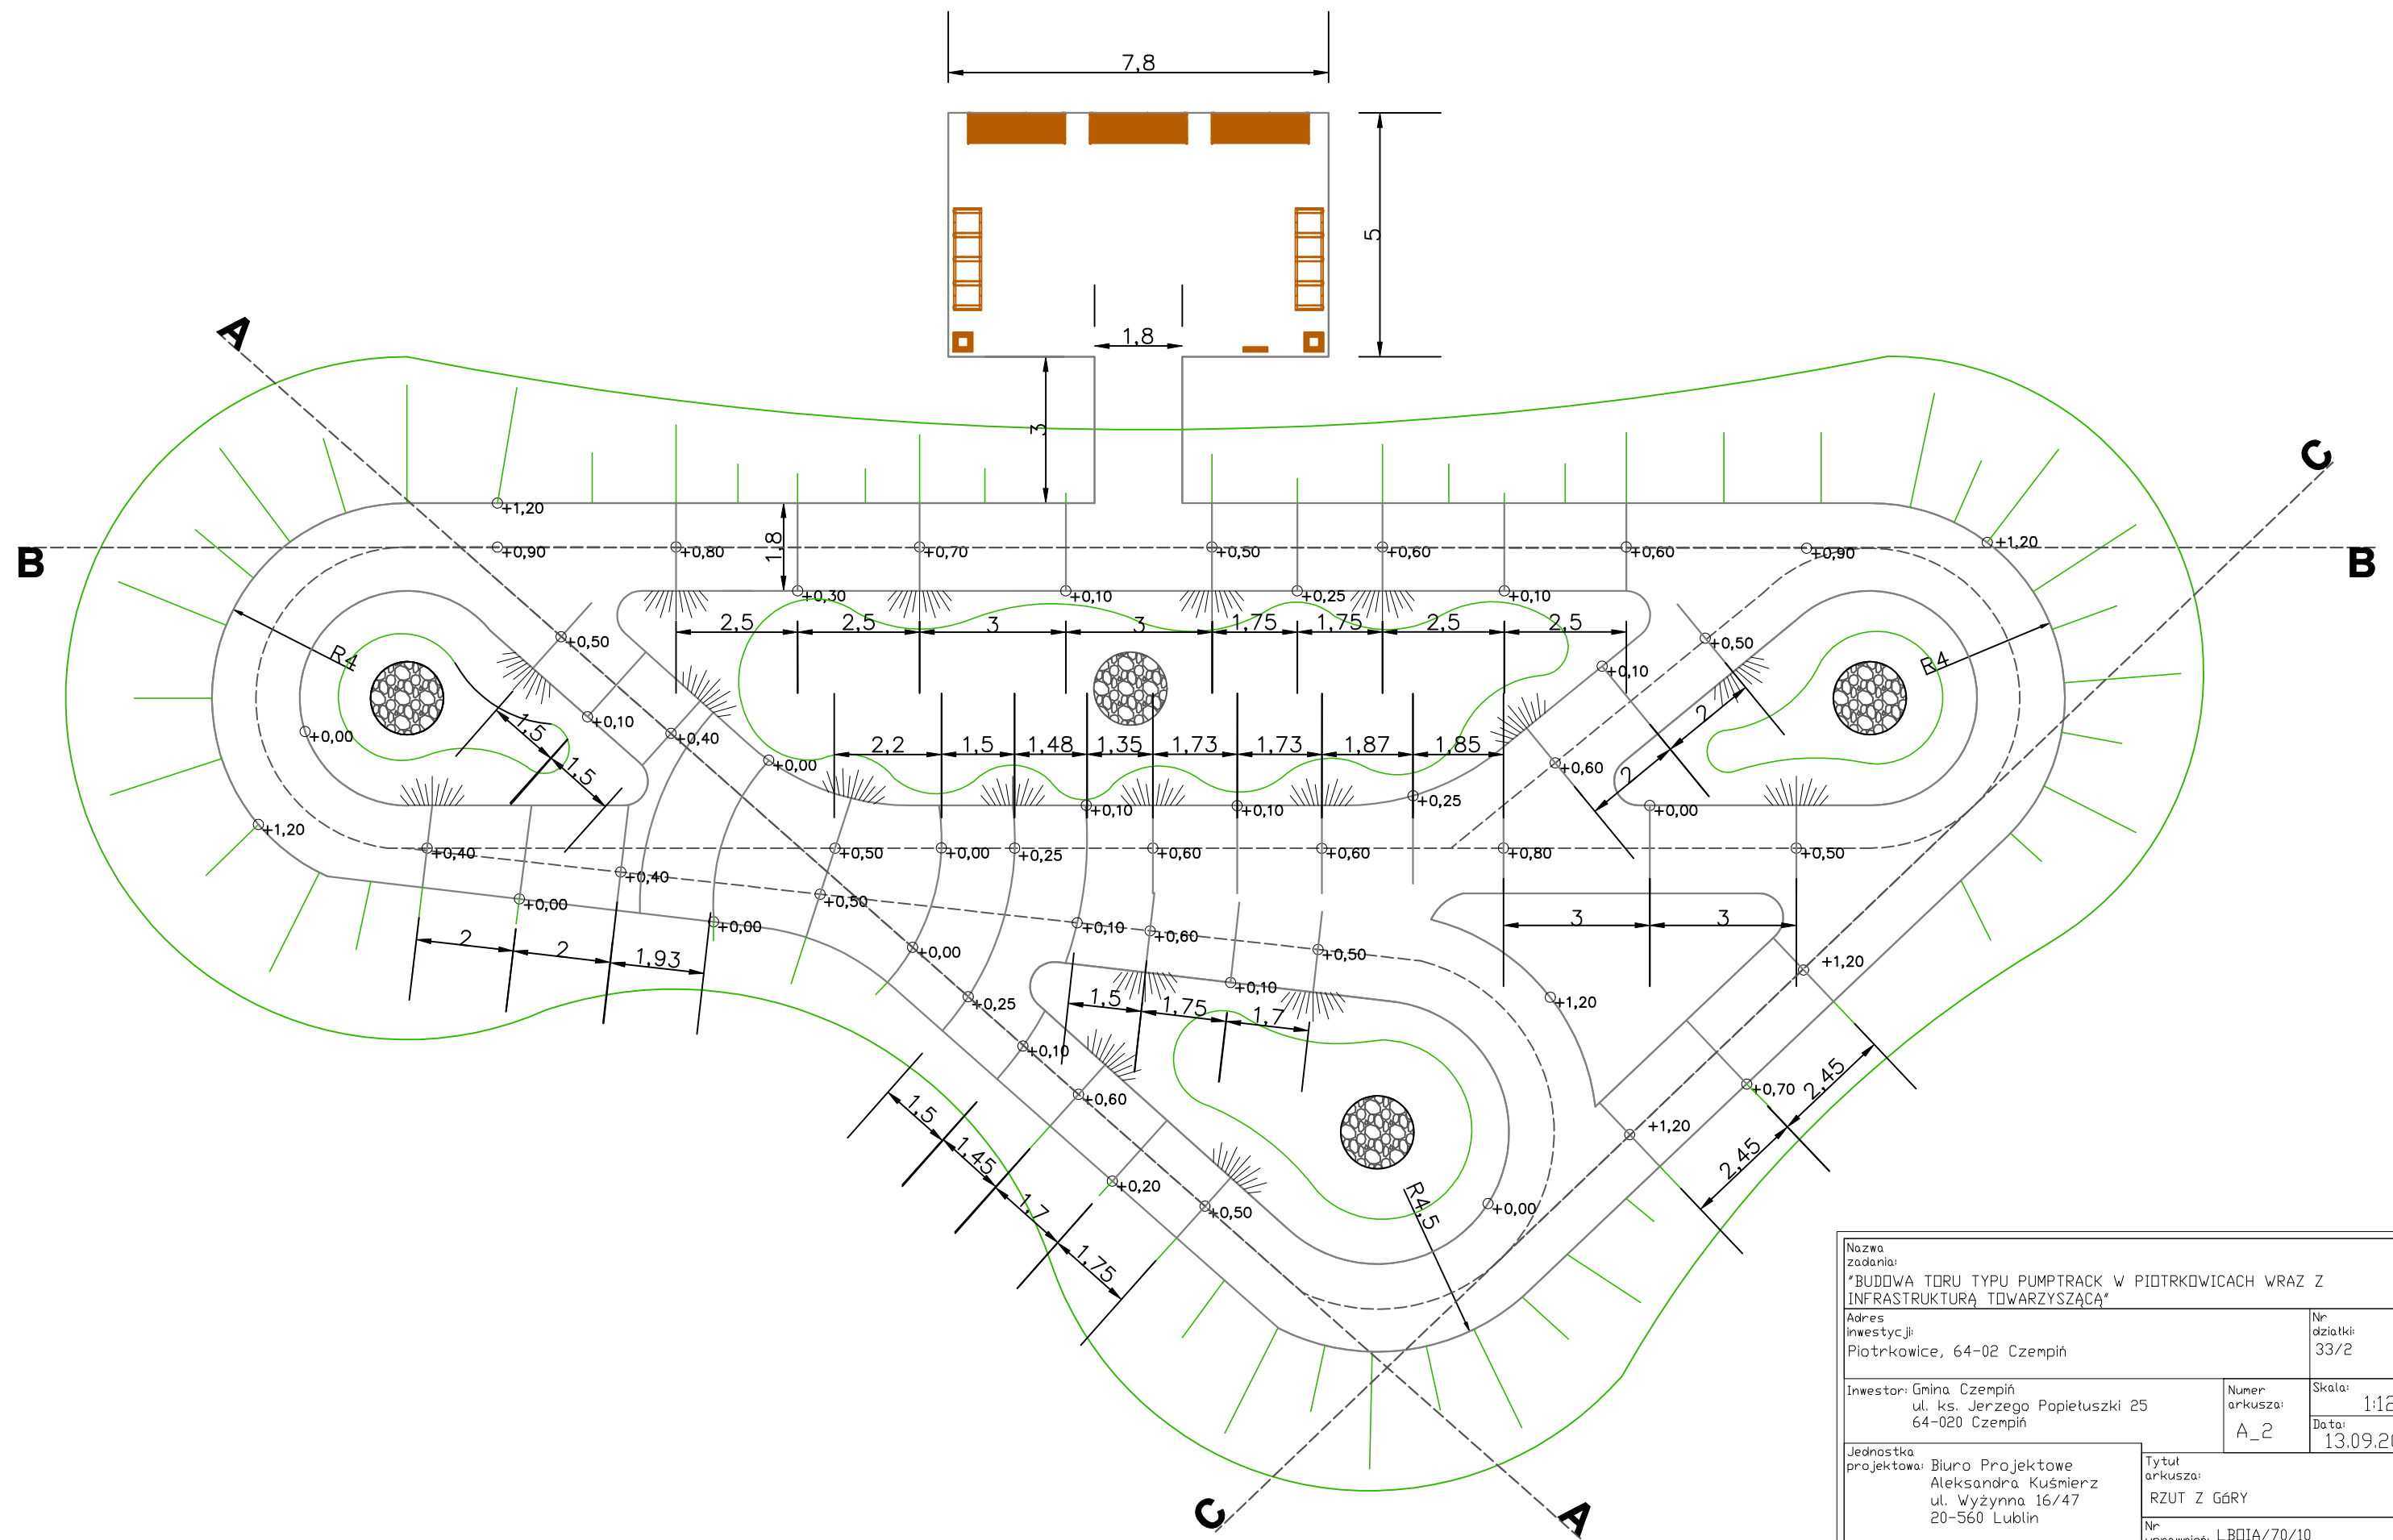 7,8
5
1,8
3
A
C
+1,20
+1,20
B
+0,90
+0,80
1,8
+0,70
+0,50
+0,60
+0,60
+0,90
B
+0,30
+0,10
+0,25
+0,10
2,5
2,5
3
3
1,75
1,75
2,5
2,5
+0,50
+0,50
R4
R4
+0,10
+0,00
+0,10
+0,40
1,5
2
+0,00
2,2
1,5
1,48
1,35
1,73
1,73
1,87
1,85
+0,60
1,5
2
+0,10
+0,10
+0,25
+0,00
+1,20
+0,40
+0,50
+0,00
+0,25
+0,60
+0,60
+0,80
+0,50
+0,40
+0,50
+0,00
+0,00
+0,10
+0,60
+0,50
3
3
2
2
1,93
+0,00
+0,10
+1,20
+0,25
1,5
1,75
1,7
+1,20
+0,10
+0,60
+0,70
2,45
1,5
1,45
1,7
1,75
+0,20
+0,50
+1,20
2,45
R4,5
+0,00
C
A
Nazwa
zadania:
"BUDOWA TORU TYPU PUMPTRACK W PIOTRKOWICACH WRAZ Z
INFRASTRUKTURĄ TOWARZYSZĄCĄ"
Adres
inwestycji:
Piotrkowice, 64-02 Czempiń
Nr
działki:
33/2
Inwestor: Gmina Czempiń
ul. ks. Jerzego Popiełuszki 25
64-020 Czempiń
Numer
arkusza:
A_2
Skala:
1:12
Data:
13.09.20
Jednostka
projektowa: Biuro Projektowe
Aleksandra Kuśmierz
ul. Wyżynna 16/47
20-560 Lublin
Tytuł
arkusza:
RZUT Z GÓRY
Nr
uprawnień: LBOIA/70/10